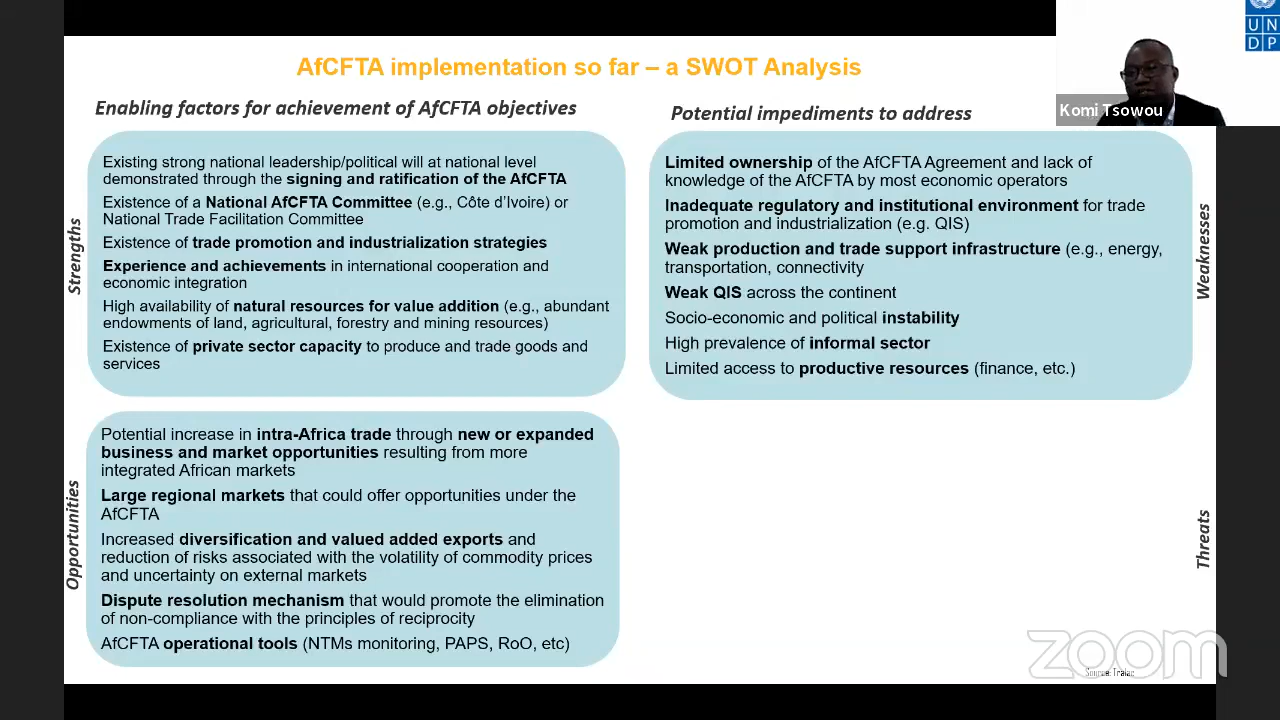 AfCFTA implementation so far – a SWOT Analysis
UN
DP
Komi Tsowou
Enabling factors for achievement of AfCFTA objectives
Strengths
Existing strong national leadership/political will at national level
demonstrated through the signing and ratification of the AfCFTA
Existence of a National AfCFTA Committee (e.g., Côte d'Ivoire) or
National Trade Facilitation Committee
Existence of trade promotion and industrialization strategies
Experience and achievements in international cooperation and
economic integration
High availability of natural resources for value addition (e.g., abundant
endowments of land, agricultural, forestry and mining resources)
Existence of private sector capacity to produce and trade goods and
services
Potential impediments to address
Limited ownership of the AfCFTA Agreement and lack of
knowledge of the AfCFTA by most economic operators
Inadequate regulatory and institutional environment for trade
promotion and industrialization (e.g. QIS)
Weak production and trade support infrastructure (e.g., energy,
transportation, connectivity
Weak QIS across the continent
Socio-economic and political instability
High prevalence of informal sector
Limited access to productive resources (finance, etc.)
Weaknesses
Opportunities
Potential increase in intra-Africa trade through new or expanded
business and market opportunities resulting from more
integrated African markets
Large regional markets that could offer opportunities under the
AfCFTA
Increased diversification and valued added exports and
reduction of risks associated with the volatility of commodity prices
and uncertainty on external markets
Dispute resolution mechanism that would promote the elimination
of non-compliance with the principles of reciprocity
AfCFTA operational tools (NTMs monitoring, PAPS, RoO, etc)
Threats
zoom
Source: Tralac